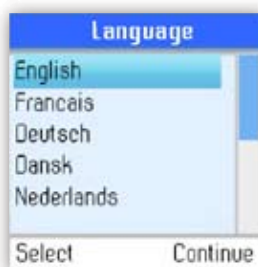 Language
English
Francais
Deutsch
Dansk
Nederlands
Select Continue